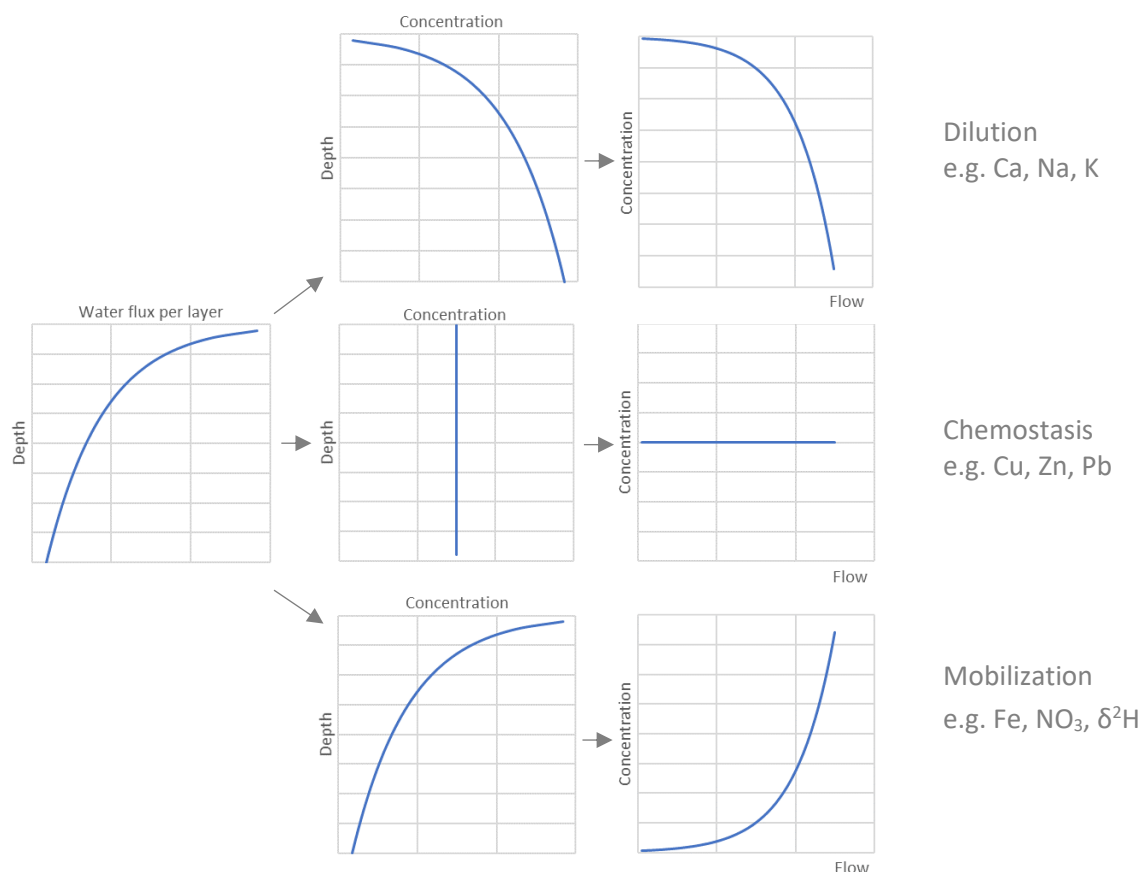 Concentration
Depth
Concentration
Flow
Dilution
e.g. Ca, Na, K
Water flux per layer
Depth
Concentration
Depth
Concentration
Flow
Chemostasis
e.g. Cu, Zn, Pb
Concentration
Depth
Concentration
Flow
Mobilization
e.g. Fe, NO₃, δ²H